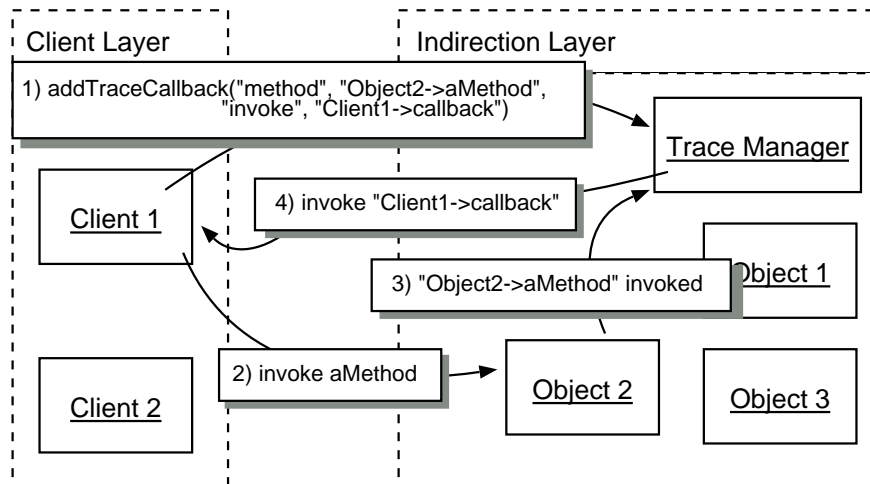 Client Layer
Indirection Layer
1) addTraceCallback("method", "Object2->aMethod",
"invoke", "Client1->callback")
Trace Manager
4) invoke "Client1->callback"
Client 1
3) "Object2->aMethod" invoked
Object 1
2) invoke aMethod
Object 2
Client 2
Object 3